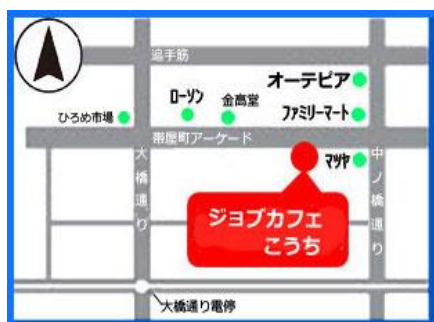 追手筋
オーテピア
ローソン
金高堂
ファミリーマート
ひろめ市場
帯屋町アーケード
マツヤ
大橋通り
中ノ橋通り
ジョブカフェ
こうち
大橋通り電停